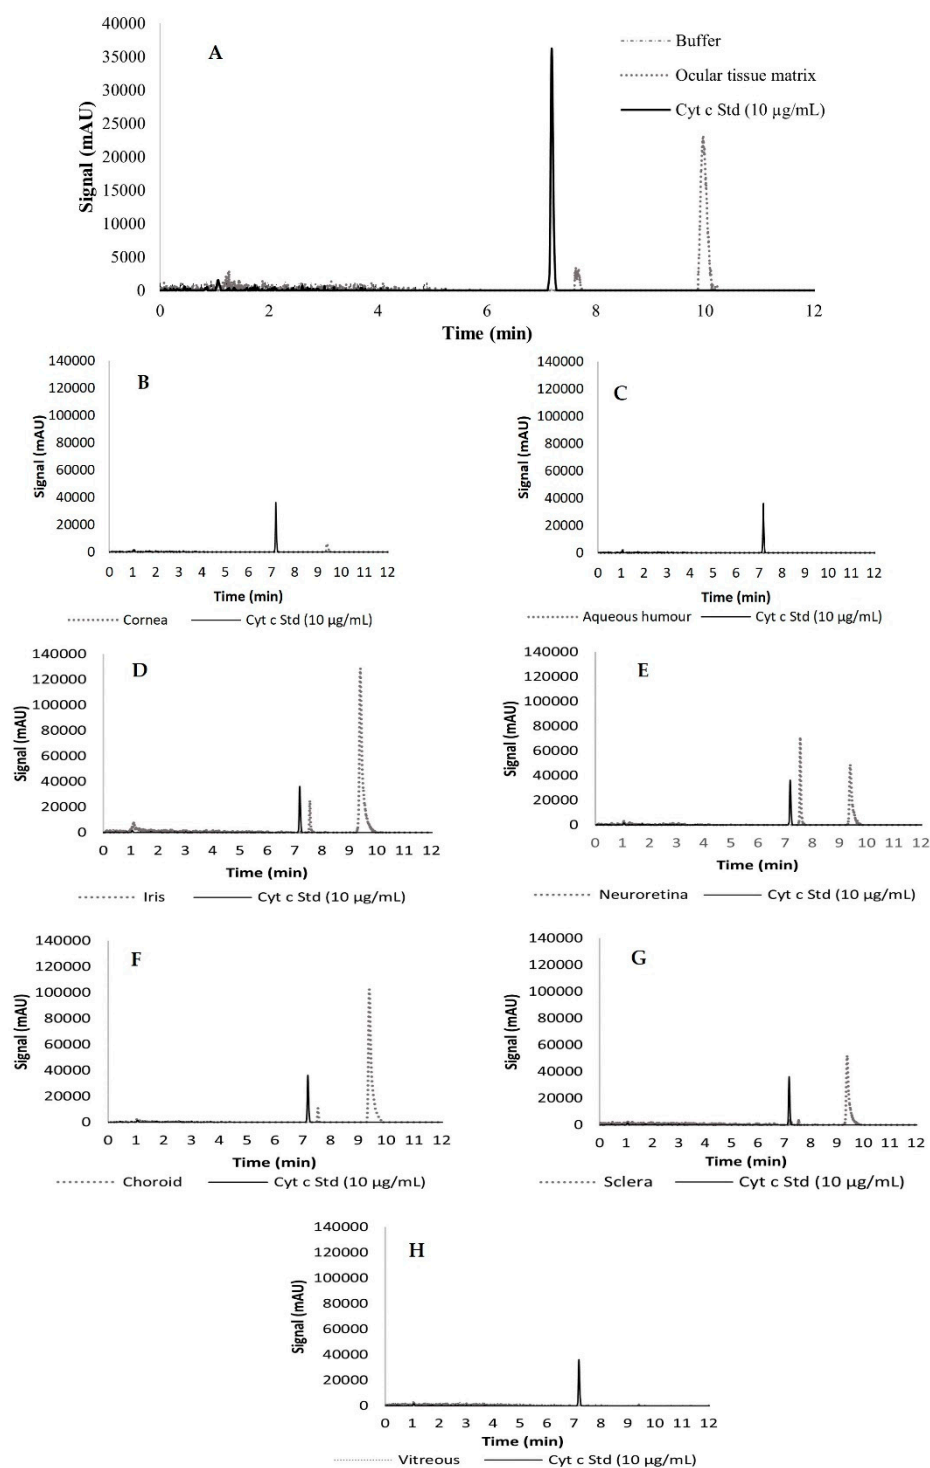 A
Signal (mAU)
40000
35000
30000
25000
20000
15000
10000
5000
0
0 2 4 6 8 10 12
Time (min)
Buffer
Ocular tissue matrix
Cyt c Std (10 µg/mL)
B
Signal (mAU)
140000
120000
100000
80000
60000
40000
20000
0
0 1 2 3 4 5 6 7 8 9 10 11 12
Time (min)
Cornea Cyt c Std (10 µg/mL)
C
Signal (mAU)
140000
120000
100000
80000
60000
40000
20000
0
0 1 2 3 4 5 6 7 8 9 10 11 12
Time (min)
Aqueous humour Cyt c Std (10 µg/mL)
D
Signal (mAU)
140000
120000
100000
80000
60000
40000
20000
0
0 1 2 3 4 5 6 7 8 9 10 11 12
Time (min)
Iris Cyt c Std (10 µg/mL)
E
Signal (mAU)
140000
120000
100000
80000
60000
40000
20000
0
0 1 2 3 4 5 6 7 8 9 10 11 12
Time (min)
Neuroretina Cyt c Std (10 µg/mL)
F
Signal (mAU)
140000
120000
100000
80000
60000
40000
20000
0
0 1 2 3 4 5 6 7 8 9 10 11 12
Time (min)
Choroid Cyt c Std (10 µg/mL)
G
Signal (mAU)
140000
120000
100000
80000
60000
40000
20000
0
0 1 2 3 4 5 6 7 8 9 10 11 12
Time (min)
Sclera Cyt c Std (10 µg/mL)
H
Signal (mAU)
140000
120000
100000
80000
60000
40000
20000
0
0 1 2 3 4 5 6 7 8 9 10 11 12
Time (min)
Vitreous Cyt c Std (10 µg/mL)